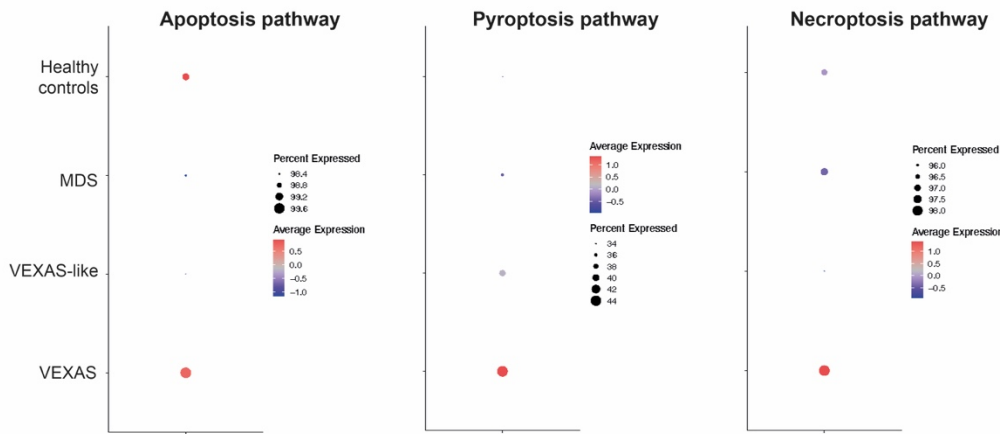 Apoptosis pathway
Pyroptosis pathway
Necroptosis pathway
Healthy
controls
MDS
VEXAS-like
VEXAS
Percent Expressed
98.4
98.8
99.2
99.6
Average Expression
0.5
0.0
−0.5
−1.0
Average Expression
1.0
0.5
0.0
−0.5
Percent Expressed
34
36
38
40
42
44
Percent Expressed
96.0
96.5
97.0
97.5
98.0
Average Expression
1.0
0.5
0.0
−0.5